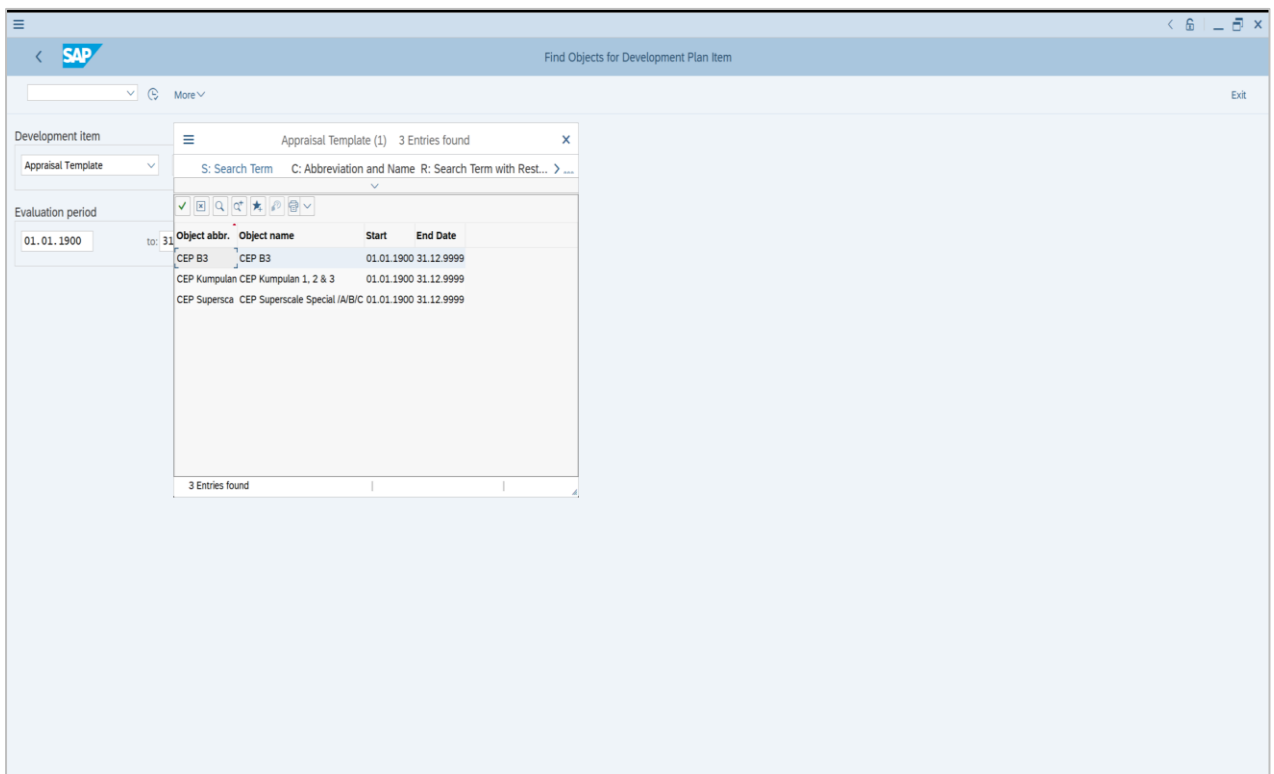 SAP
Find Objects for Development Plan Item
More
Exit
Development item
Appraisal Template
Evaluation period
01.01.1900 to: 31
Appraisal Template (1) 3 Entries found
S: Search Term C: Abbreviation and Name R: Search Term with Rest... ...
Object abbr. Object name Start End Date
CEP B3 CEP B3 01.01.1900 31.12.9999
CEP Kumpulan CEP Kumpulan 1, 2 & 3 01.01.1900 31.12.9999
CEP Supersca CEP Superscale Special /A/B/C 01.01.1900 31.12.9999
3 Entries found